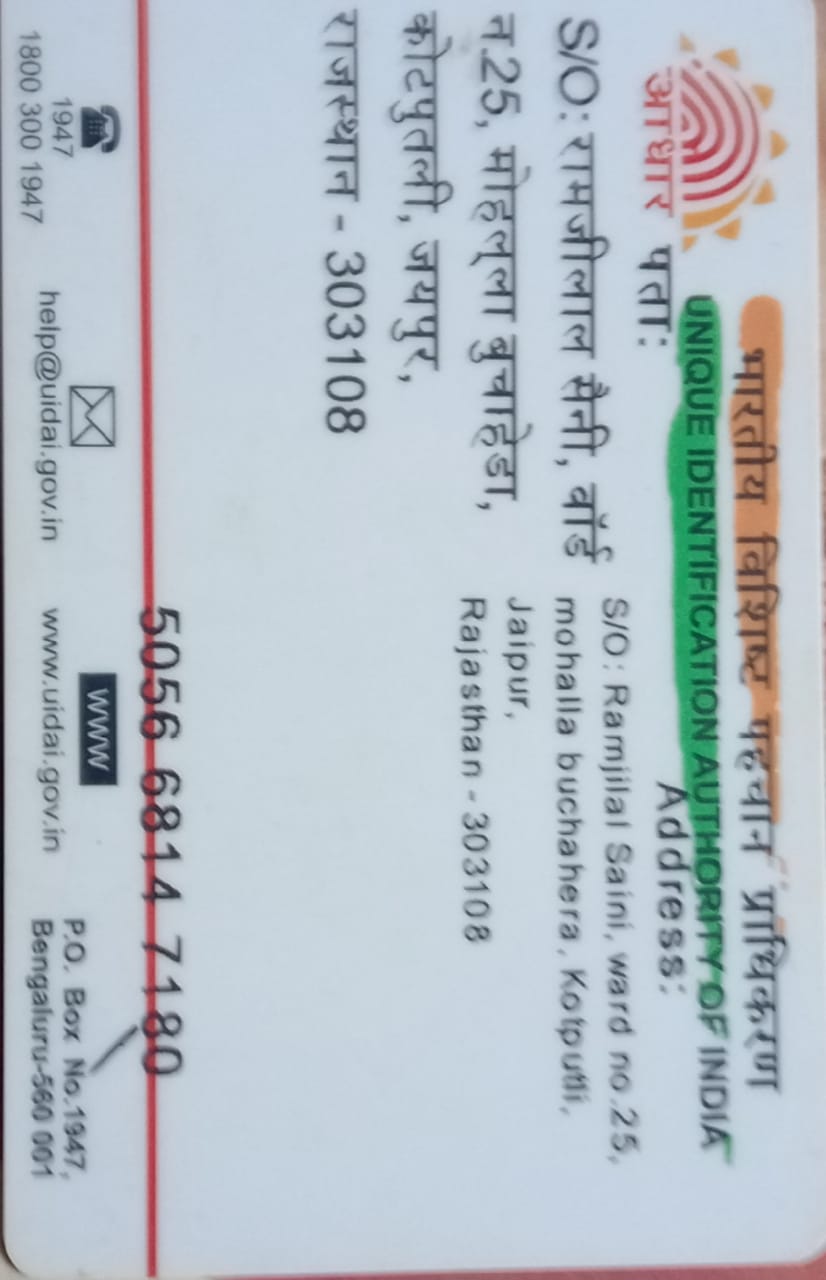 भारतीय विशिष्ट पहचान प्राधिकरण
UNIQUE IDENTIFICATION AUTHORITY OF INDIA
आधार
पता:
S/O: रामजीलाल सैनी, वॉर्ड
न.25, मोहल्ला बुचाहेडा,
कोटपुतली, जयपुर,
राजस्थान - 303108
Address:
S/O: Ramjilal Saini, ward no.25,
mohalla buchahera, Kotputli,
Jaipur,
Rajasthan - 303108
5056 6814 7180
1947
1800 300 1947
help@uidai.gov.in
www
www.uidai.gov.in
P.O. Box No.1947,
Bengaluru-560 001